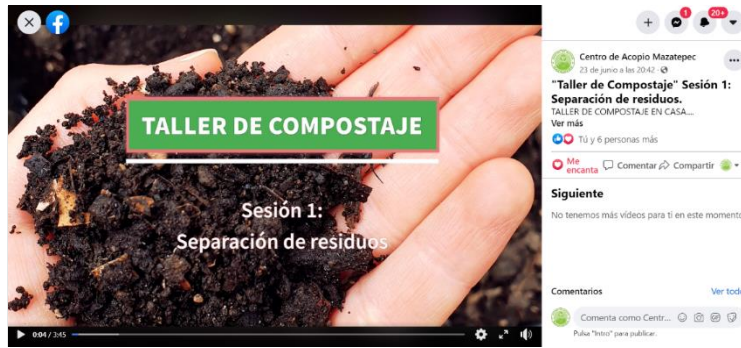 TALLER DE COMPOSTAJE
Sesión 1:
Separación de residuos
0:04 / 3:45
1
20+
Centro de Acopio Mazatepec
23 de junio a las 20:42 ·
"Taller de Compostaje" Sesión 1:
Separación de residuos.
TALLER DE COMPOSTAJE EN CASA....
Ver más
Tú y 6 personas más
Me
encanta
Comentar
Compartir
Siguiente
No tenemos más videos para ti en este momento
Comentarios
Ver todo
Comenta como Centr...
Pulsa "Intro" para publicar.